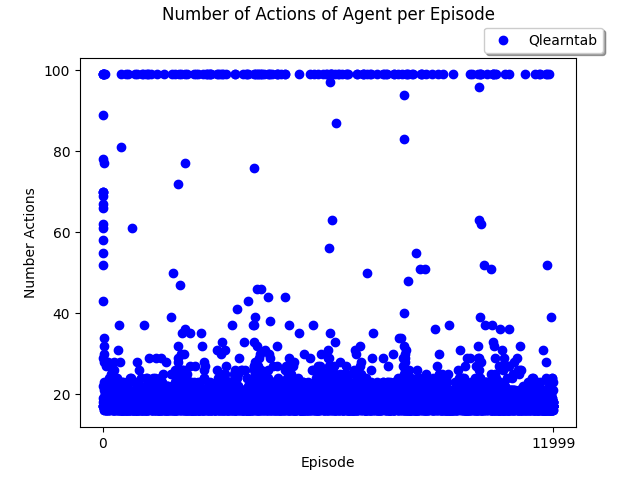 Number of Actions of Agent per Episode
Qlearntab
100
80
60
40
20
Number Actions
0
11999
Episode